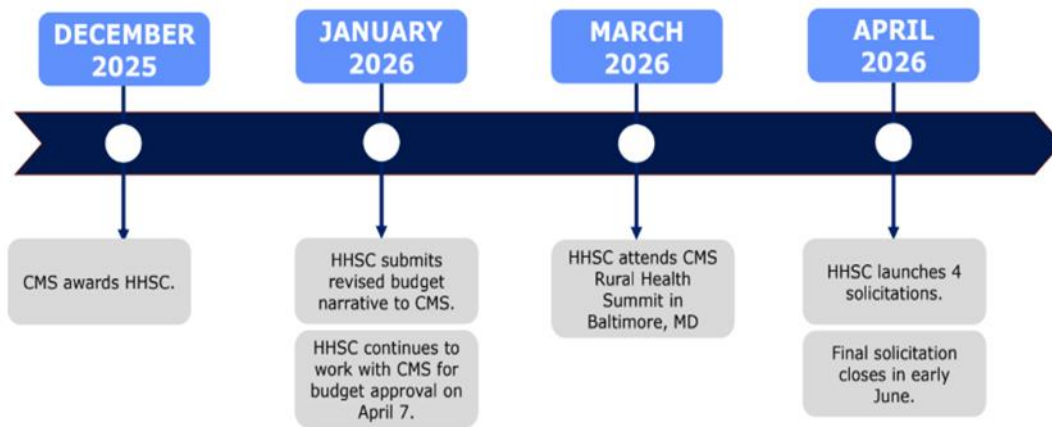 DECEMBER
2025
JANUARY
2026
MARCH
2026
APRIL
2026
CMS awards HHSC.
HHSC submits
revised budget
narrative to CMS.
HHSC continues to
work with CMS for
budget approval on
April 7.
HHSC attends CMS
Rural Health
Summit in
Baltimore, MD
HHSC launches 4
solicitations.
Final solicitation
closes in early
June.